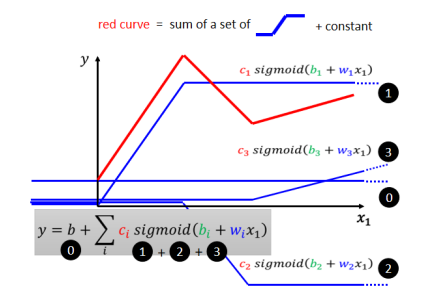 red curve = sum of a set of + constant
y
c₁ sigmoid(b₁ + w₁x₁)
1
c₃ sigmoid(b₃ + w₃x₁) 3
0
x₁
y = b + ∑ᵢ cᵢ sigmoid(bᵢ + wᵢx₁)
0 1 + 2 + 3
c₂ sigmoid(b₂ + w₂x₁) 2